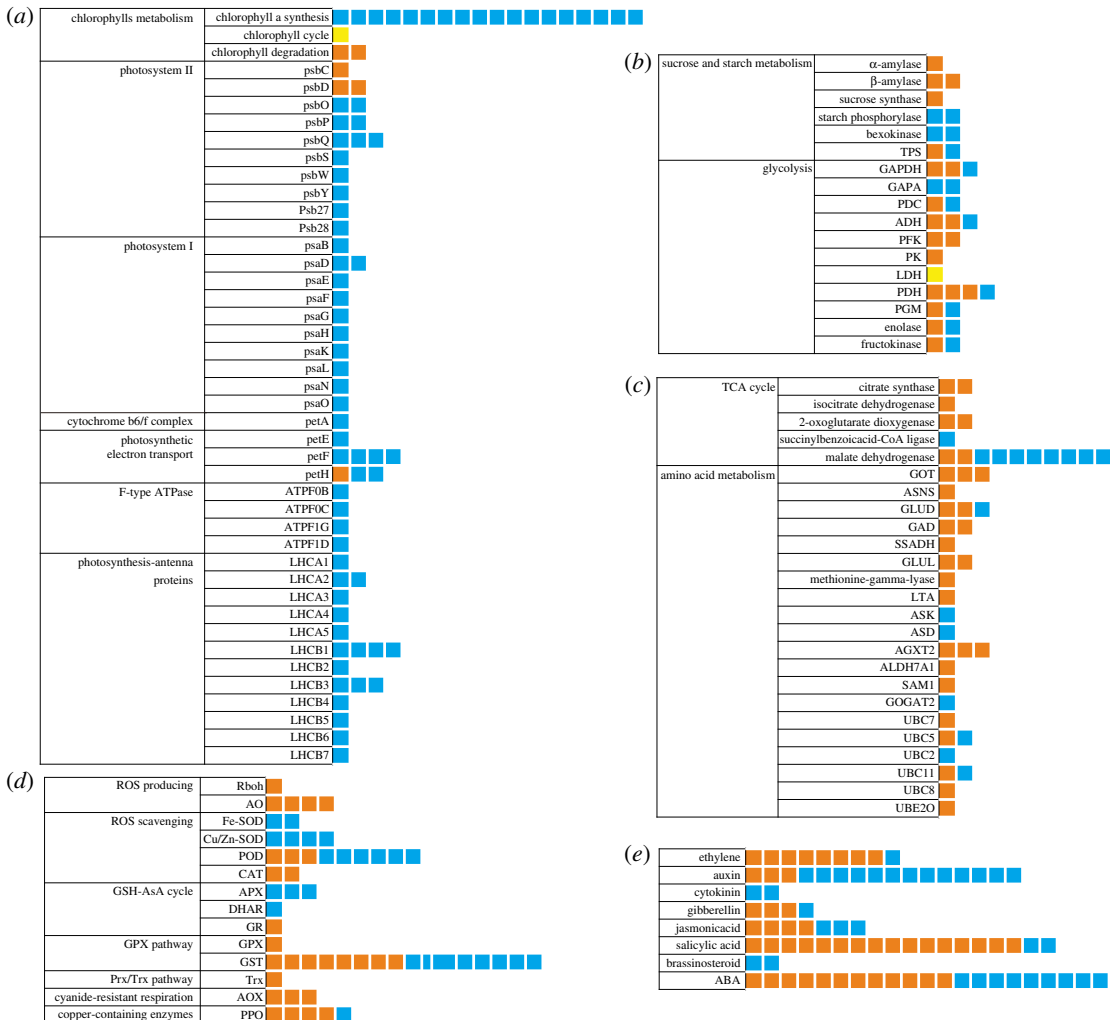 (a)
chlorophylls metabolism chlorophyll a synthesis
chlorophyll cycle
chlorophyll degradation
photosystem II psbC
psbD
psbO
psbP
psbQ
psbS
psbW
psbY
Psb27
Psb28
photosystem I psaB
psaD
psaE
psaF
psaG
psaH
psaK
psaL
psaN
psaO
cytochrome b6/f complex petA
photosynthetic petE
electron transport petF
petH
F-type ATPase ATPF0B
ATPF0C
ATPF1G
ATPF1D
photosynthesis-antenna LHCA1
proteins LHCA2
LHCA3
LHCA4
LHCA5
LHCB1
LHCB2
LHCB3
LHCB4
LHCB5
LHCB6
LHCB7
(b)
sucrose and starch metabolism α-amylase
β-amylase
sucrose synthase
starch phosphorylase
bexokinase
TPS
glycolysis GAPDH
GAPA
PDC
ADH
PFK
PK
LDH
PDH
PGM
enolase
fructokinase
(c)
TCA cycle citrate synthase
isocitrate dehydrogenase
2-oxoglutarate dioxygenase
succinylbenzoicacid-CoA ligase
malate dehydrogenase
amino acid metabolism GOT
ASNS
GLUD
GAD
SSADH
GLUL
methionine-gamma-lyase
LTA
ASK
ASD
AGXT2
ALDH7A1
SAM1
GOGAT2
UBC7
UBC5
UBC2
UBC11
UBC8
UBE2O
(d)
ROS producing Rboh
AO
ROS scavenging Fe-SOD
Cu/Zn-SOD
POD
CAT
GSH-AsA cycle APX
DHAR
GR
GPX pathway GPX
GST
Prx/Trx pathway Trx
cyanide-resistant respiration AOX
copper-containing enzymes PPO
(e)
ethylene
auxin
cytokinin
gibberellin
jasmonicacid
salicylic acid
brassinosteroid
ABA